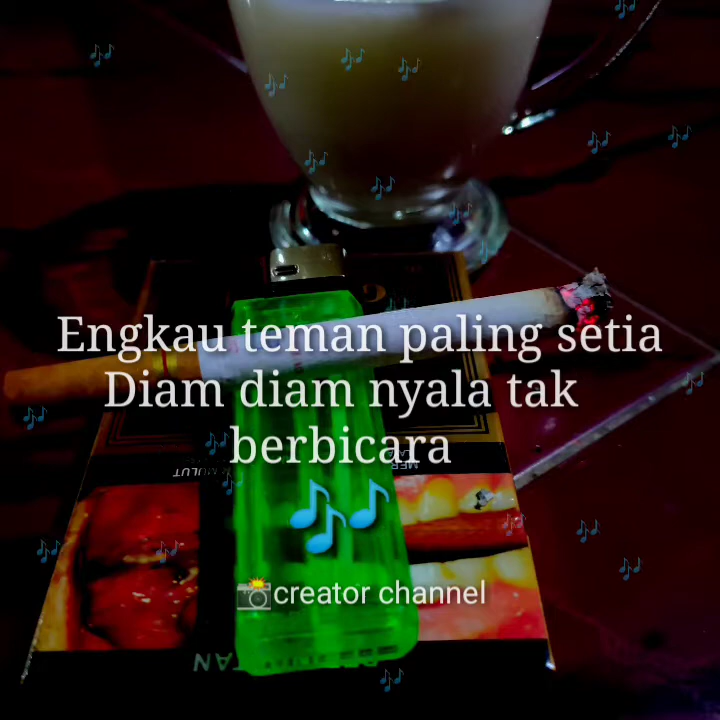 Engkau teman paling setia
Diam diam nyala tak
berbicara
🎶
📸creator channel